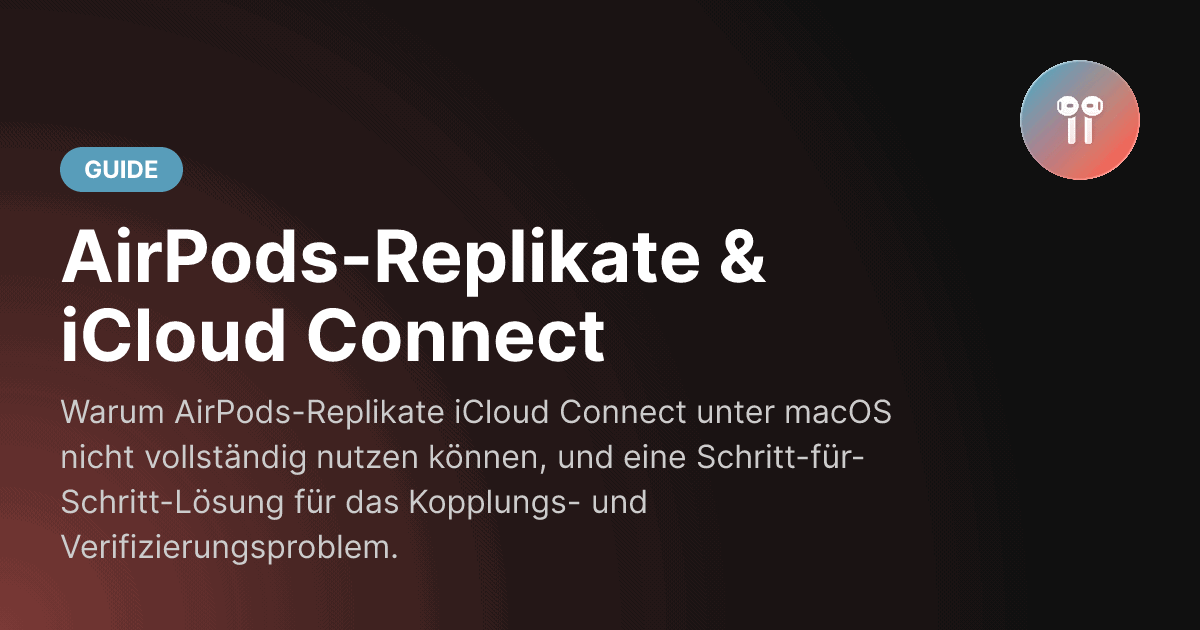 GUIDE
AirPods-Replikate &
iCloud Connect
Warum AirPods-Replikate iCloud Connect unter macOS
nicht vollständig nutzen können, und eine Schritt-für-
Schritt-Lösung für das Kopplungs- und
Verifizierungsproblem.